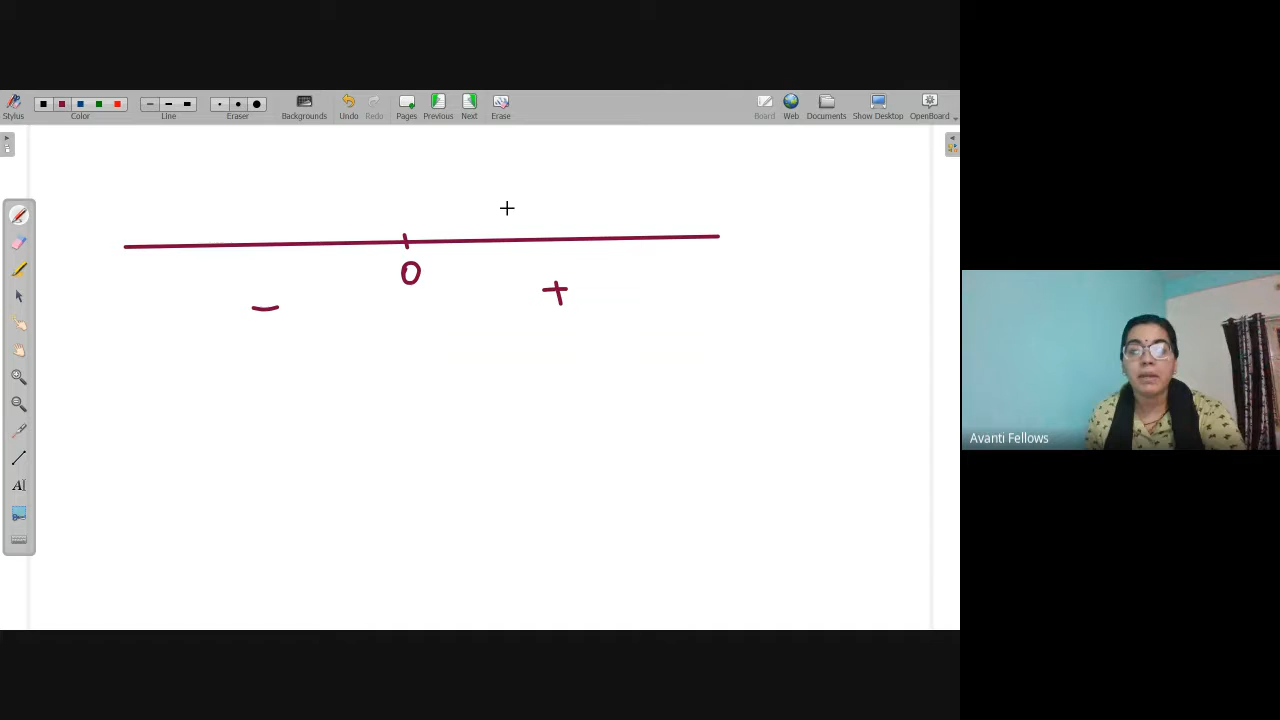 Stylus Color Line Eraser Backgrounds Undo Redo Pages Previous Next Erase Board Web Documents Show Desktop OpenBoard
0
− +
AI
Avanti Fellows